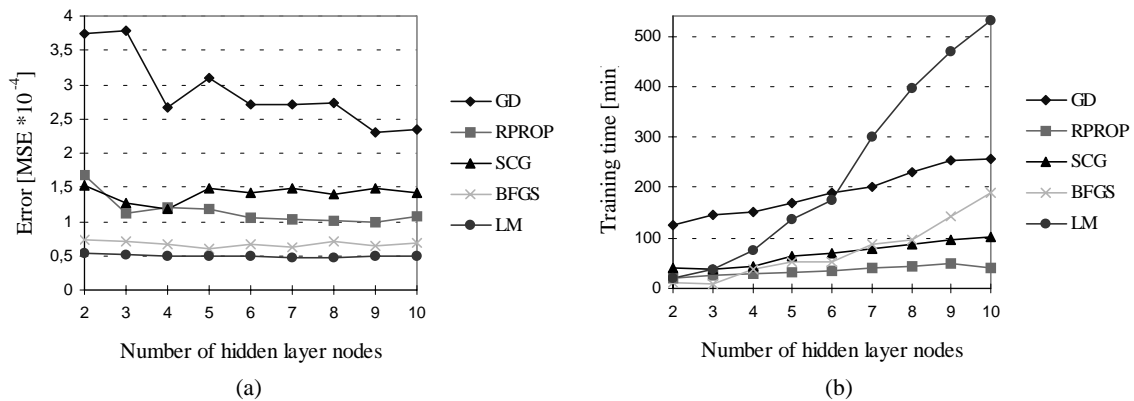 4
3,5
3
2,5
2
1,5
1
0,5
0
Error [MSE *10-4]
2 3 4 5 6 7 8 9 10
Number of hidden layer nodes
(a)
GD
RPROP
SCG
BFGS
LM
500
400
300
200
100
0
Training time [min]
2 3 4 5 6 7 8 9 10
Number of hidden layer nodes
(b)
GD
RPROP
SCG
BFGS
LM